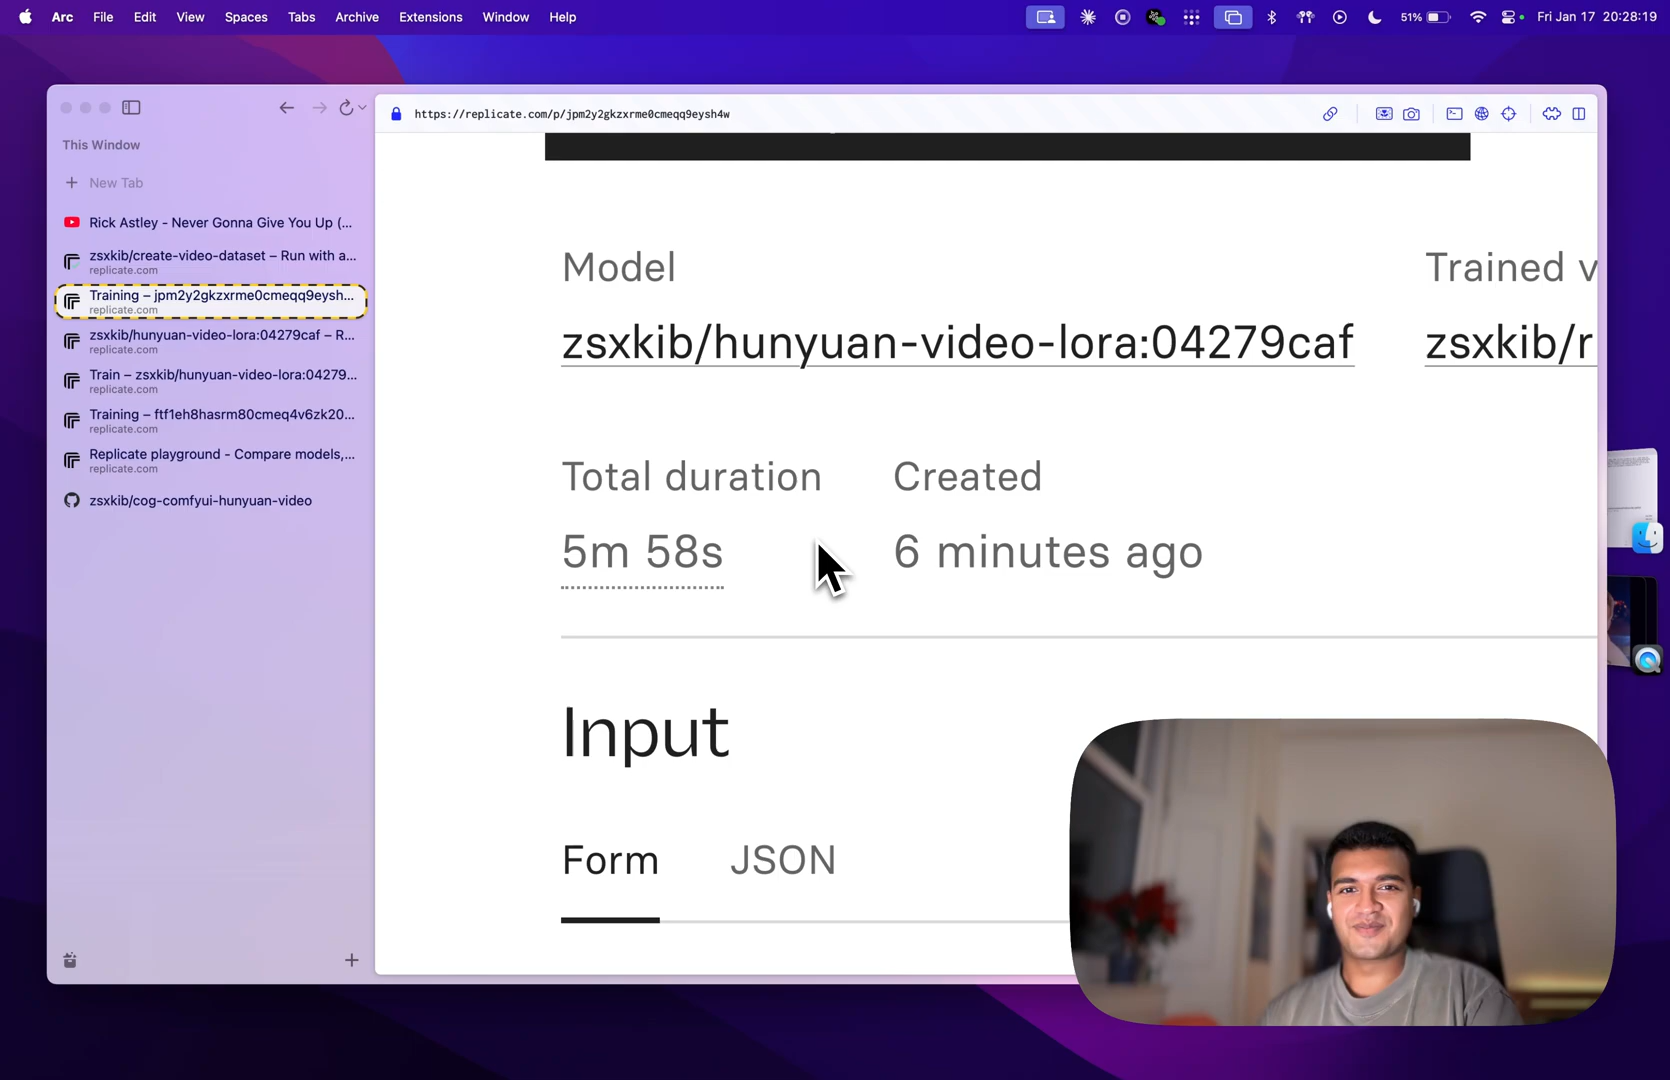 Arc File Edit View Spaces Tabs Archive Extensions Window Help
51% Fri Jan 17 20:28:19
https://replicate.com/p/jpm2y2gkzxrme0cmeqq9eysh4w
This Window
New Tab
Rick Astley - Never Gonna Give You Up (...
zsxkib/create-video-dataset – Run with a...
replicate.com
Training – jpm2y2gkzxrme0cmeqq9eysh...
replicate.com
zsxkib/hunyuan-video-lora:04279caf – R...
replicate.com
Train – zsxkib/hunyuan-video-lora:04279...
replicate.com
Training – ftf1eh8hasrm80cmeq4v6zk20...
replicate.com
Replicate playground - Compare models,...
replicate.com
zsxkib/cog-comfyui-hunyuan-video
Model
Trained v
zsxkib/hunyuan-video-lora:04279caf
zsxkib/r
Total duration
Created
5m 58s
6 minutes ago
Input
Form
JSON